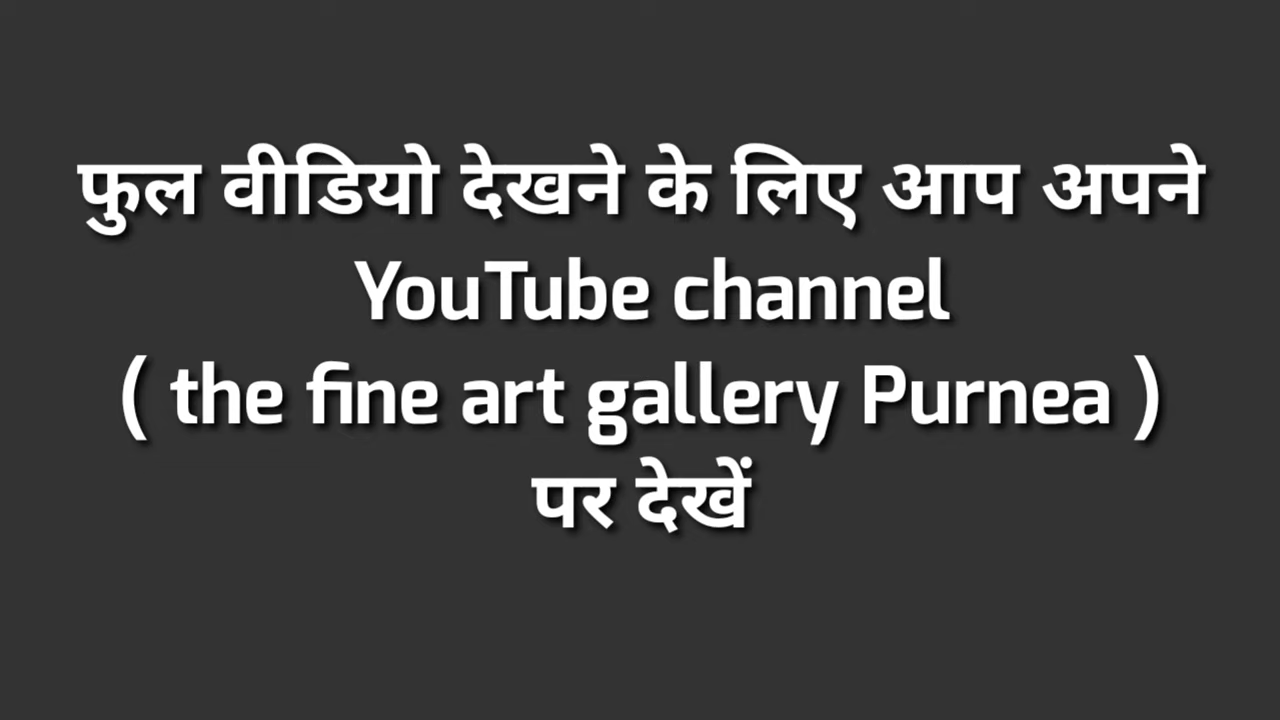 फुल वीडियो देखने के लिए आप अपने
YouTube channel
( the fine art gallery Purnea )
पर देखें